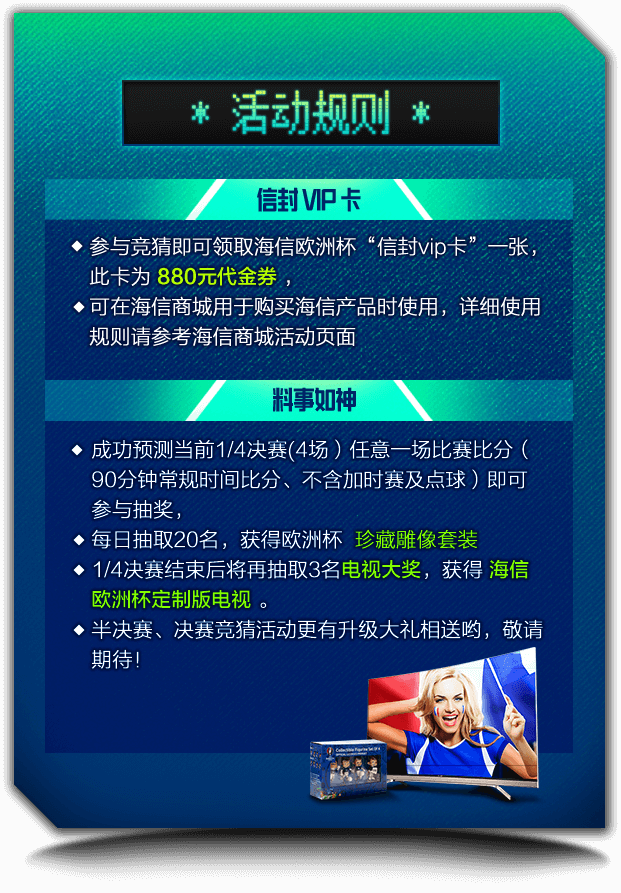 * 活动规则 *
信封 VIP 卡
◆ 参与竞猜即可领取海信欧洲杯“信封vip卡”一张，
此卡为 880元代金券 ，
◆ 可在海信商城用于购买海信产品时使用，详细使用
规则请参考海信商城活动页面
料事如神
◆ 成功预测当前1/4决赛(4场 ) 任意一场比赛比分 (
90分钟常规时间比分、不含加时赛及点球 ) 即可
参与抽奖，
◆ 每日抽取20名，获得欧洲杯 珍藏雕像套装
◆ 1/4决赛结束后将再抽取3名电视大奖，获得 海信
欧洲杯定制版电视 。
◆ 半决赛、决赛竞猜活动更有升级大礼相送哟，敬请
期待！